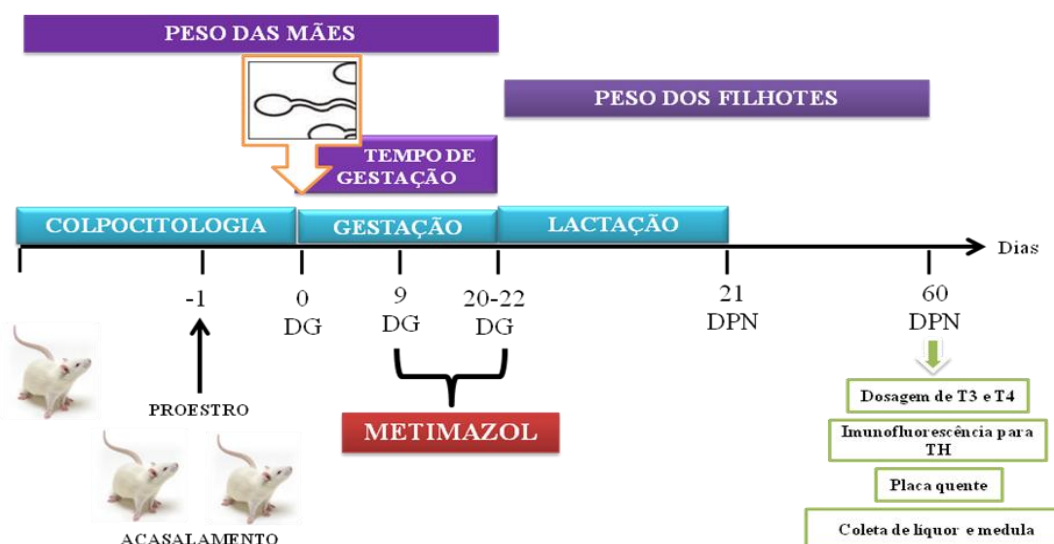 PESO DAS MÃES
PESO DOS FILHOTES
TEMPO DE
GESTAÇÃO
COLPOCITOLOGIA
GESTAÇÃO
LACTAÇÃO
Dias
-1
0
DG
9
DG
20-22
DG
21
DPN
60
DPN
PROESTRO
METIMAZOL
ACASALAMENTO
Dosagem de T3 e T4
Imunofluorescência para
TH
Placa quente
Coleta de líquor e medula